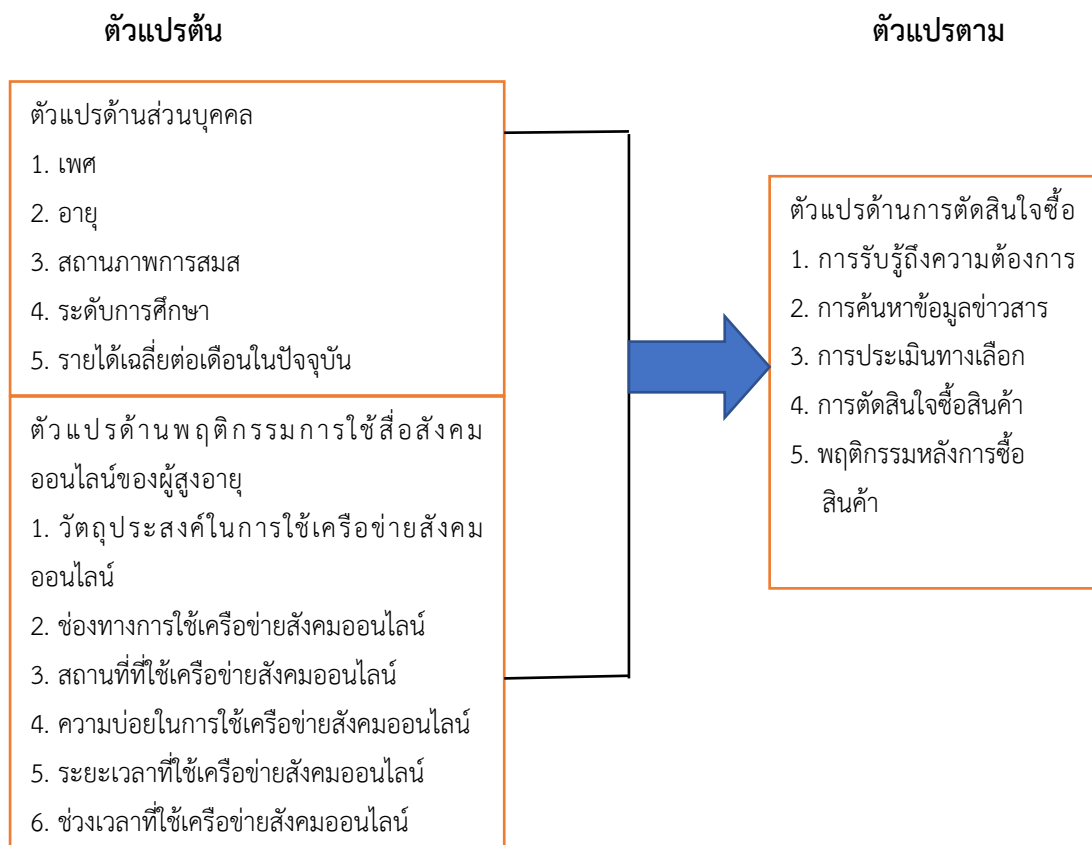 ตัวแปรต้น
ตัวแปรตาม
ตัวแปรด้านส่วนบุคคล
1. เพศ
2. อายุ
3. สถานภาพการสมส
4. ระดับการศึกษา
5. รายได้เฉลี่ยต่อเดือนในปัจจุบัน
ตัวแปรด้านพฤติกรรมการใช้สื่อสังคม
ออนไลน์ของผู้สูงอายุ
1. วัตถุประสงค์ในการใช้เครือข่ายสังคม
ออนไลน์
2. ช่องทางการใช้เครือข่ายสังคมออนไลน์
3. สถานที่ที่ใช้เครือข่ายสังคมออนไลน์
4. ความบ่อยในการใช้เครือข่ายสังคมออนไลน์
5. ระยะเวลาที่ใช้เครือข่ายสังคมออนไลน์
6. ช่วงเวลาที่ใช้เครือข่ายสังคมออนไลน์
ตัวแปรด้านการตัดสินใจซื้อ
1. การรับรู้ถึงความต้องการ
2. การค้นหาข้อมูลข่าวสาร
3. การประเมินทางเลือก
4. การตัดสินใจซื้อสินค้า
5. พฤติกรรมหลังการซื้อ
สินค้า